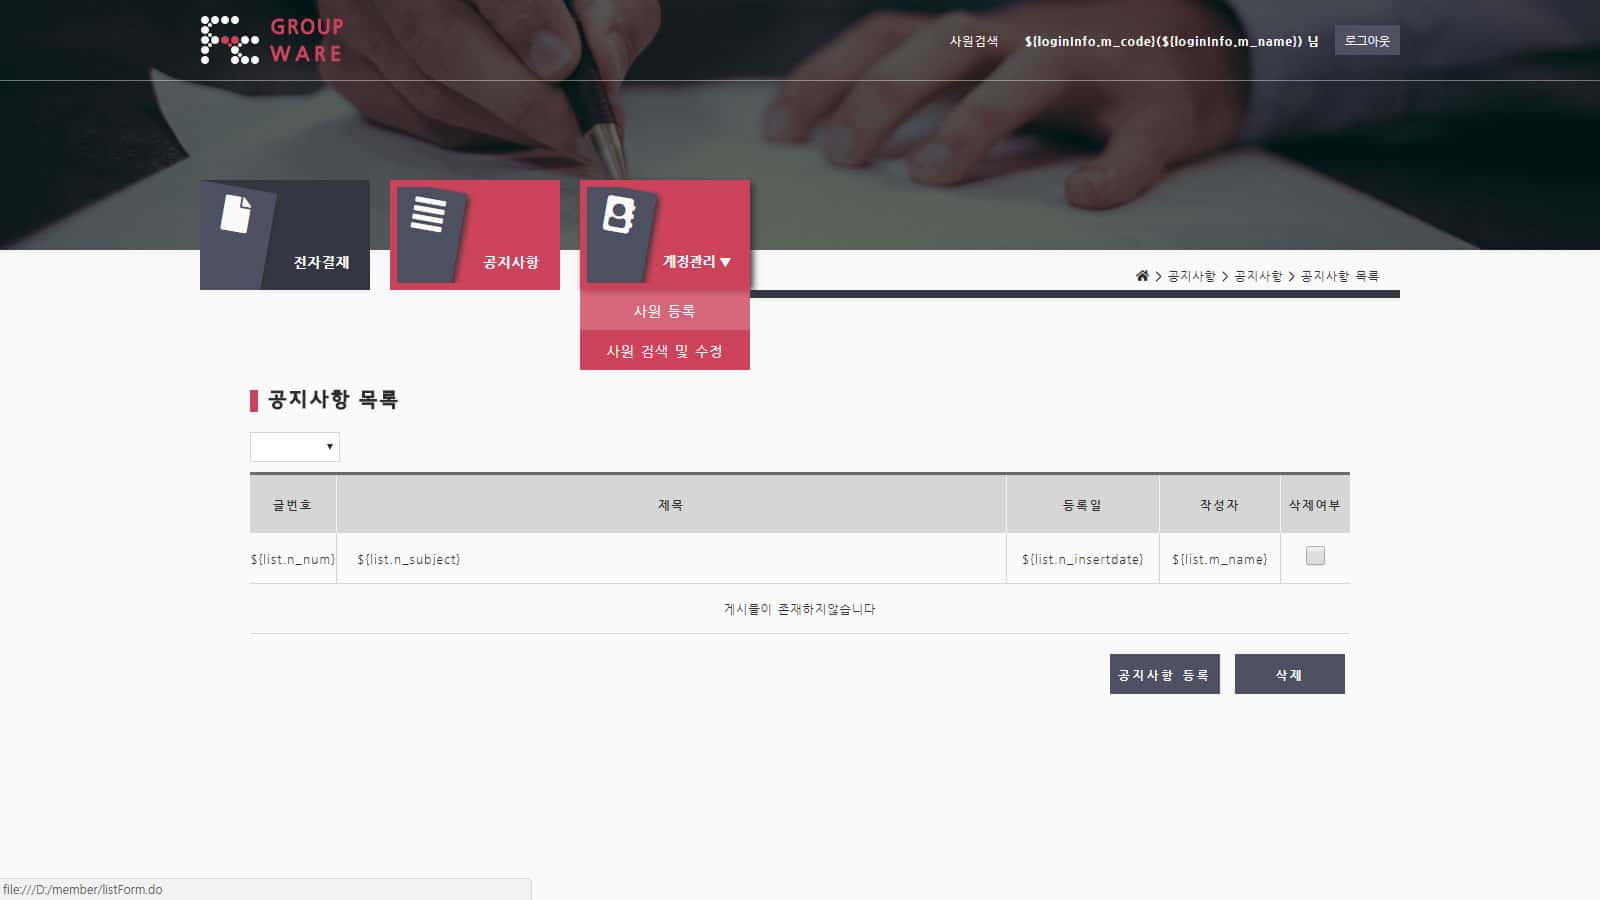 GROUP
WARE
사원검색 ${loginInfo.m_code}(${loginInfo.m_name}) 님 로그아웃
전자결재
공지사항
계정관리 ▼
> 공지사항 > 공지사항 > 공지사항 목록
사원 등록
사원 검색 및 수정
공지사항 목록
글번호 제목 등록일 작성자 삭제여부
${list.n_num} ${list.n_subject} ${list.n_insertdate} ${list.m_name}
게시물이 존재하지않습니다
공지사항 등록 삭제
file:///D:/member/listForm.do